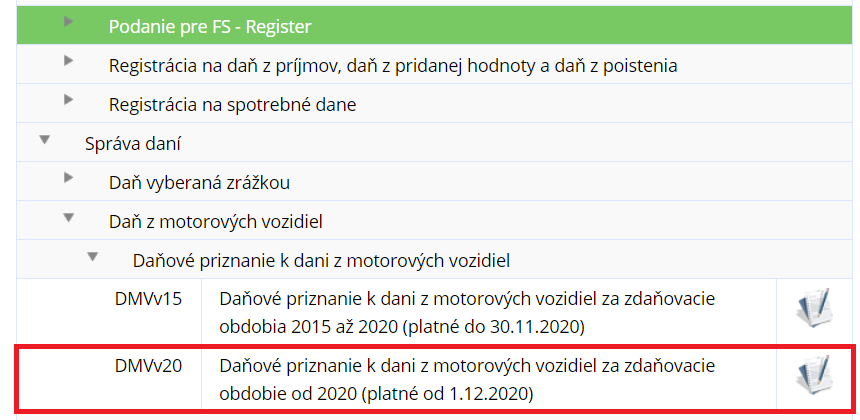 Podanie pre FS - Register
Registrácia na daň z príjmov, daň z pridanej hodnoty a daň z poistenia
Registrácia na spotrebné dane
Správa daní
Daň vyberaná zrážkou
Daň z motorových vozidiel
Daňové priznanie k dani z motorových vozidiel
DMVv15 Daňové priznanie k dani z motorových vozidiel za zdaňovacie
obdobia 2015 až 2020 (platné do 30.11.2020)
DMVv20 Daňové priznanie k dani z motorových vozidiel za zdaňovacie
obdobie od 2020 (platné od 1.12.2020)